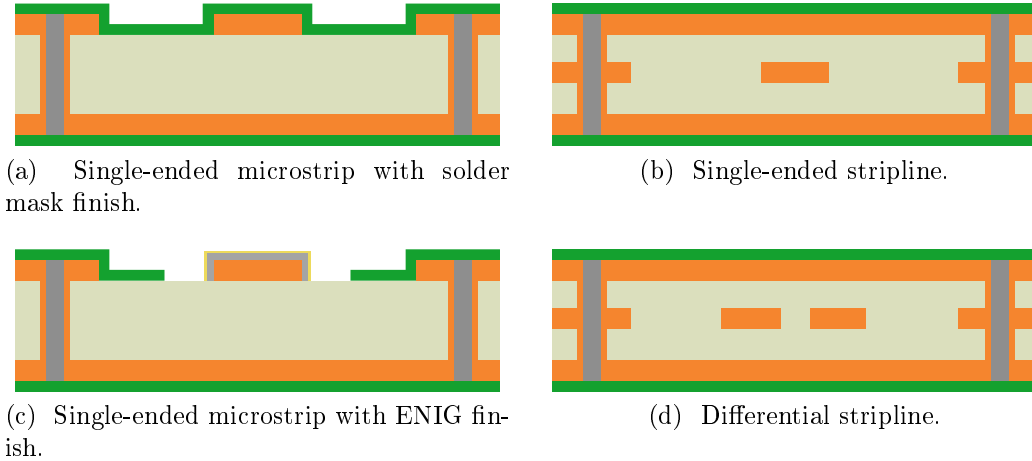 (a) Single-ended microstrip with solder
mask finish.
(b) Single-ended stripline.
(c) Single-ended microstrip with ENIG fin-
ish.
(d) Differential stripline.